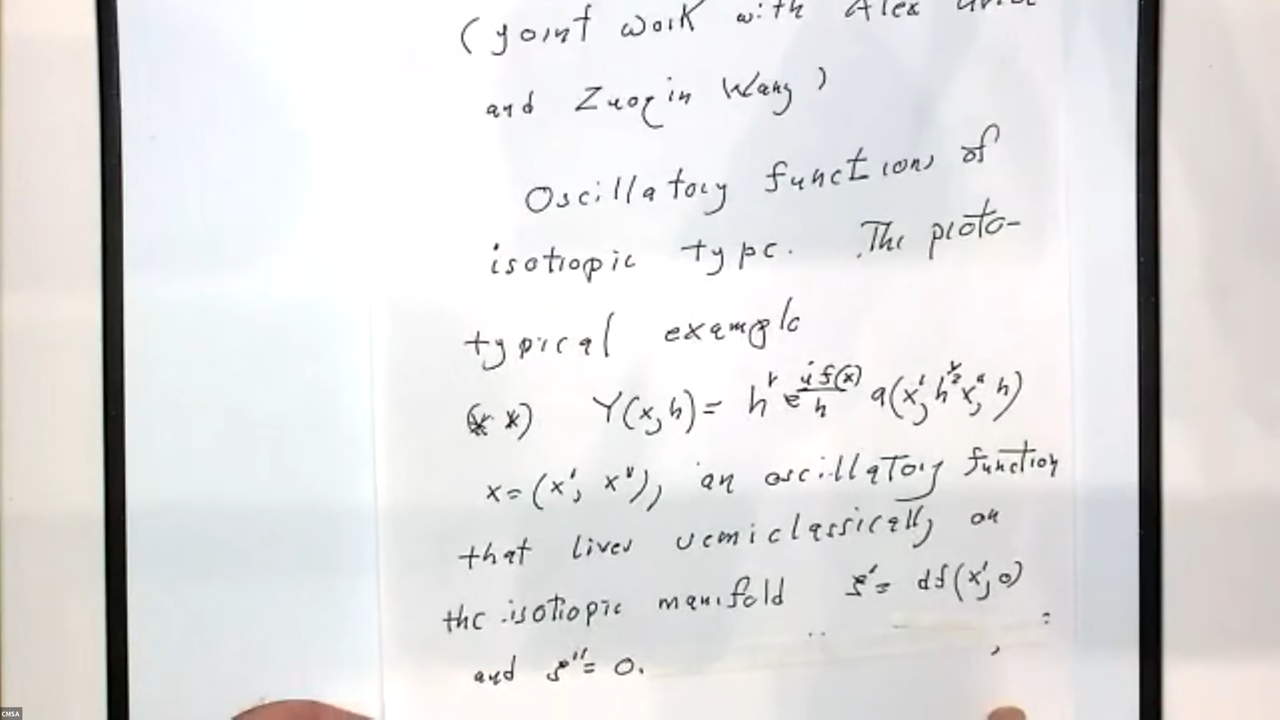 (joint work with Alex
and Zuoqin Wang)
Oscillatory functions of
isotropic type. The proto-
typical example
(**) Υ(x,h) = h^r e^{if(x)/h} a(x', h^{1/2}x'', h)
x = (x', x''), an oscillatory function
that lives semiclassically on
the isotropic manifold ξ' = df(x', 0)
and ξ'' = 0.
CMSA